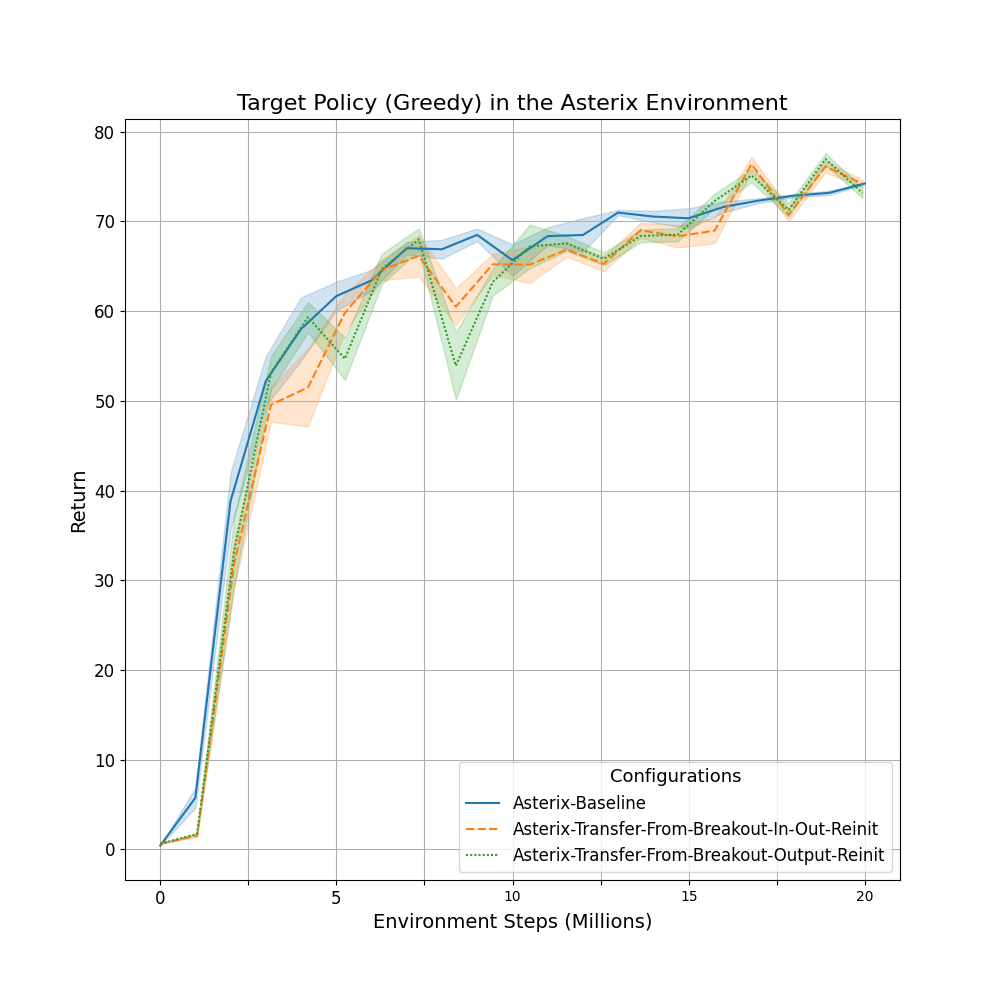 Target Policy (Greedy) in the Asterix Environment
80
70
60
50
40
30
20
10
0
Return
0
5
10
15
20
Environment Steps (Millions)
Configurations
Asterix-Baseline
Asterix-Transfer-From-Breakout-In-Out-Reinit
Asterix-Transfer-From-Breakout-Output-Reinit